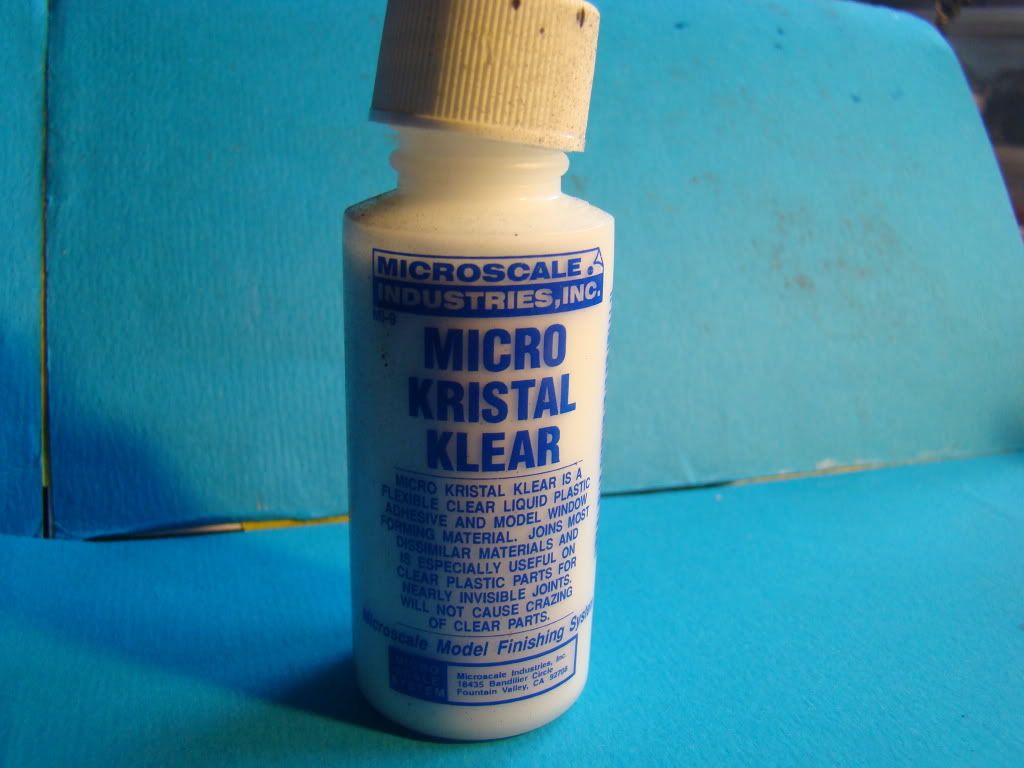 MICROSCALE
INDUSTRIES, INC.
MI-9
MICRO
KRISTAL
KLEAR
MICRO KRISTAL KLEAR IS A
FLEXIBLE CLEAR LIQUID PLASTIC
ADHESIVE AND MODEL WINDOW
FORMING MATERIAL. JOINS MOST
DISSIMILAR MATERIALS AND
IS ESPECIALLY USEFUL ON
CLEAR PLASTIC PARTS FOR
NEARLY INVISIBLE JOINTS.
WILL NOT CAUSE CRAZING
OF CLEAR PARTS.
Microscale Model Finishing System
MICRO
SYSTEM
Microscale Industries, Inc.
18435 Bandilier Circle
Fountain Valley, CA 92708